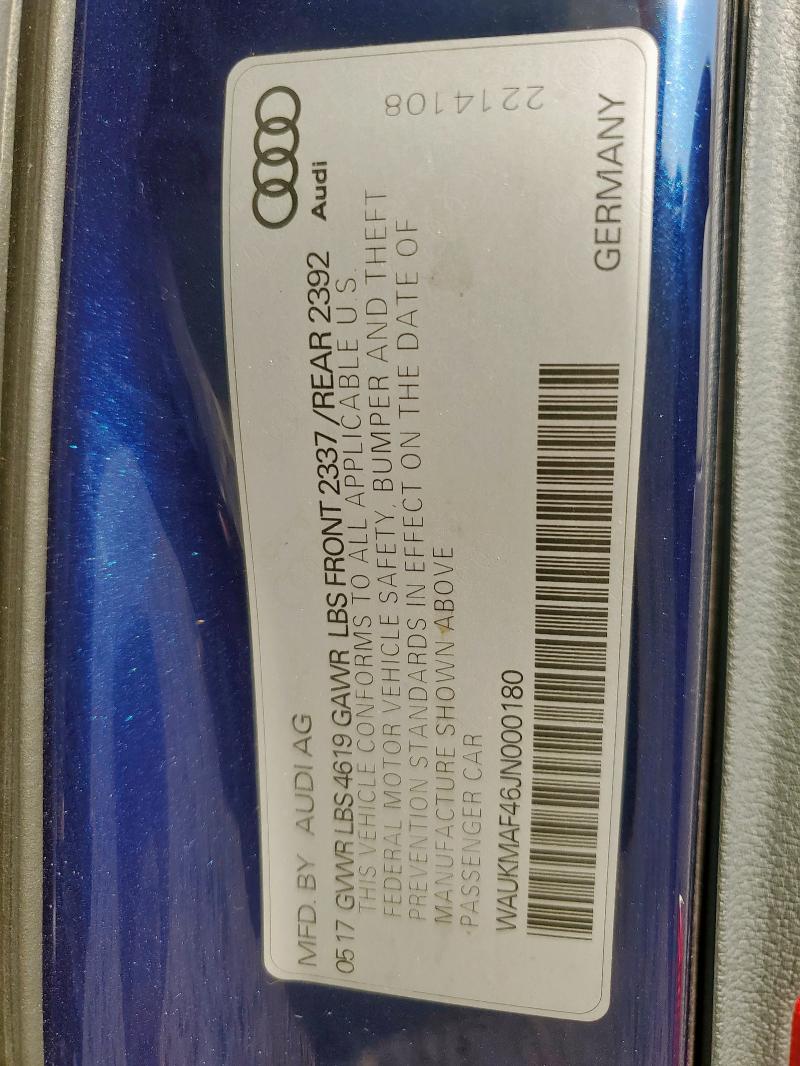 MFD. BY AUDI AG
Audi
05 17 GVWR LBS 4619 GAWR LBS FRONT 2337 / REAR 2392
THIS VEHICLE CONFORMS TO ALL APPLICABLE U.S.
FEDERAL MOTOR VEHICLE SAFETY, BUMPER AND THEFT
PREVENTION STANDARDS IN EFFECT ON THE DATE OF
MANUFACTURE SHOWN ABOVE
PASSENGER CAR
2214108
WAUKMAF46JN000180
GERMANY